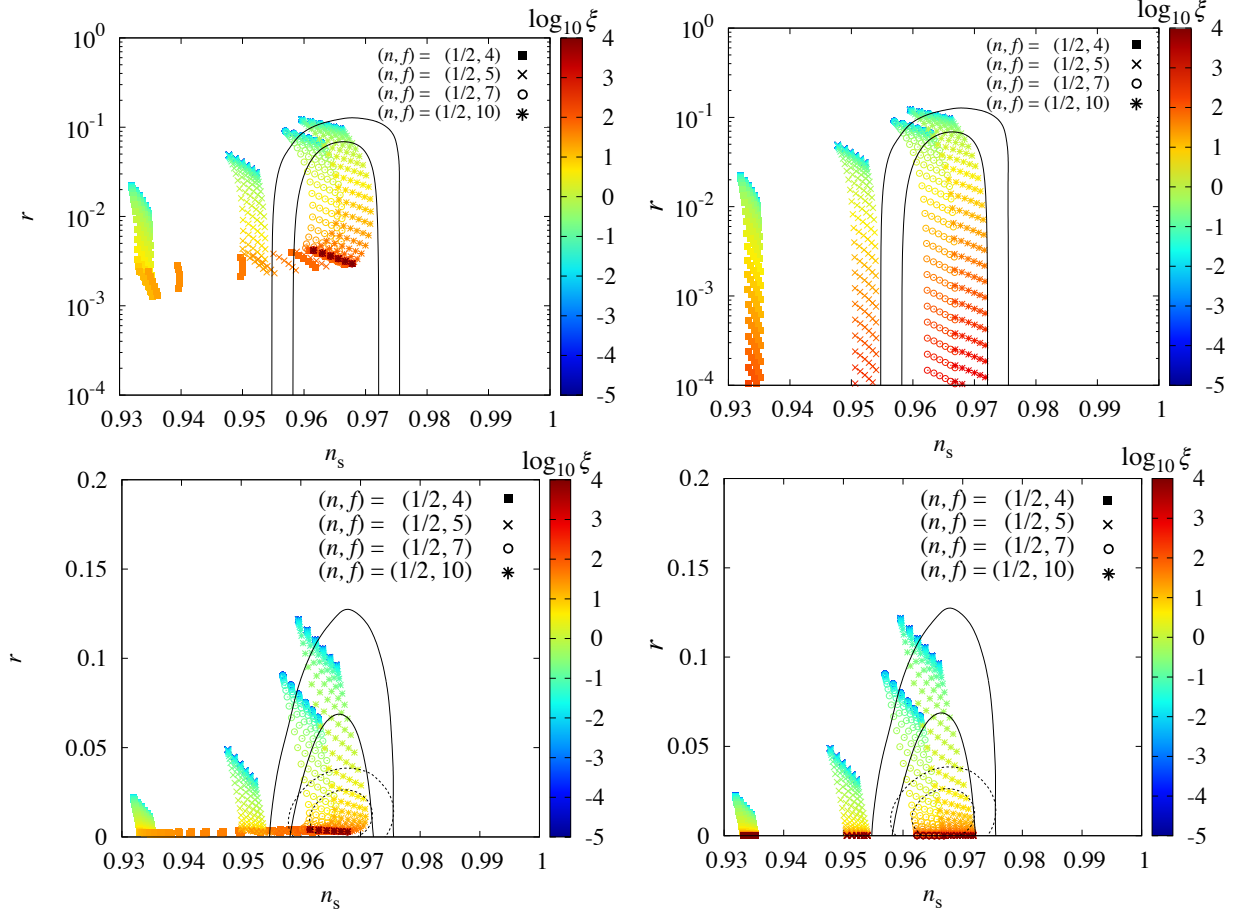 log₁₀ ξ
10⁰
10⁻¹
10⁻²
10⁻³
10⁻⁴
r
(n, f) = (1/2, 4)
(n, f) = (1/2, 5)
(n, f) = (1/2, 7)
(n, f) = (1/2, 10)
4
3
2
1
0
-1
-2
-3
-4
-5
0.93 0.94 0.95 0.96 0.97 0.98 0.99 1
nₛ
log₁₀ ξ
10⁰
10⁻¹
10⁻²
10⁻³
10⁻⁴
r
(n, f) = (1/2, 4)
(n, f) = (1/2, 5)
(n, f) = (1/2, 7)
(n, f) = (1/2, 10)
4
3
2
1
0
-1
-2
-3
-4
-5
0.93 0.94 0.95 0.96 0.97 0.98 0.99 1
nₛ
log₁₀ ξ
0.2
0.15
0.1
0.05
0
r
(n, f) = (1/2, 4)
(n, f) = (1/2, 5)
(n, f) = (1/2, 7)
(n, f) = (1/2, 10)
4
3
2
1
0
-1
-2
-3
-4
-5
0.93 0.94 0.95 0.96 0.97 0.98 0.99 1
nₛ
log₁₀ ξ
0.2
0.15
0.1
0.05
0
r
(n, f) = (1/2, 4)
(n, f) = (1/2, 5)
(n, f) = (1/2, 7)
(n, f) = (1/2, 10)
4
3
2
1
0
-1
-2
-3
-4
-5
0.93 0.94 0.95 0.96 0.97 0.98 0.99 1
nₛ